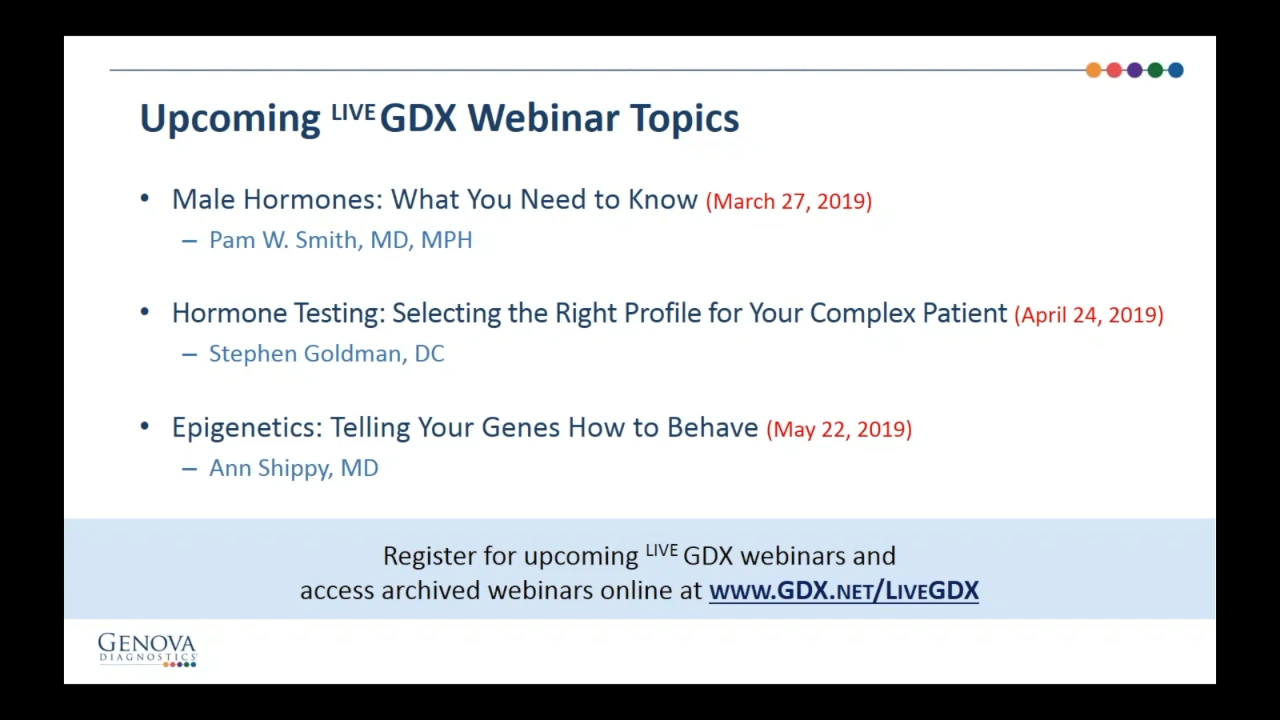 Upcoming LIVE GDX Webinar Topics
• Male Hormones: What You Need to Know (March 27, 2019)
– Pam W. Smith, MD, MPH
• Hormone Testing: Selecting the Right Profile for Your Complex Patient (April 24, 2019)
– Stephen Goldman, DC
• Epigenetics: Telling Your Genes How to Behave (May 22, 2019)
– Ann Shippy, MD
Register for upcoming LIVE GDX webinars and
access archived webinars online at www.GDX.NET/LIVEGDX
GENOVA
DIAGNOSTICS